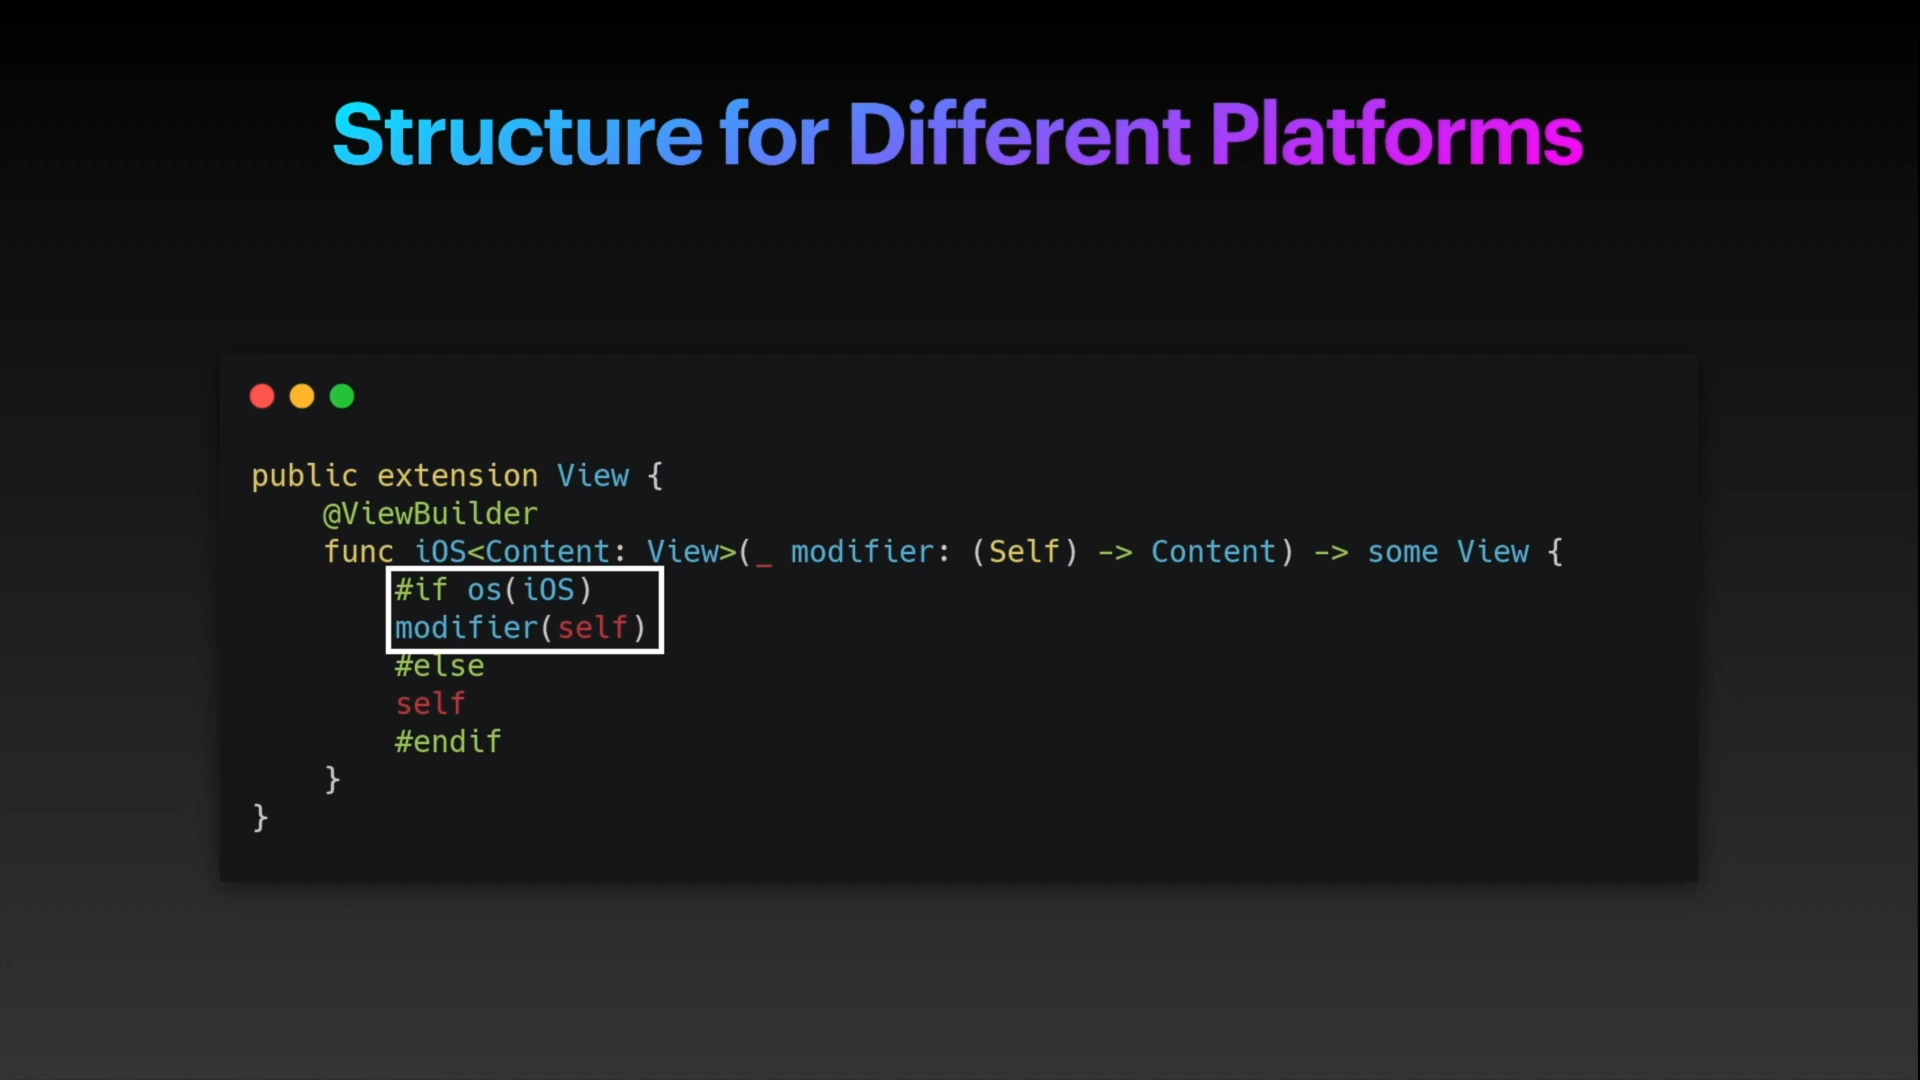 Structure for Different Platforms
public extension View {
    @ViewBuilder
    func iOS<Content: View>(_ modifier: (Self) -> Content) -> some View {
        #if os(iOS)
        modifier(self)
        #else
        self
        #endif
    }
}